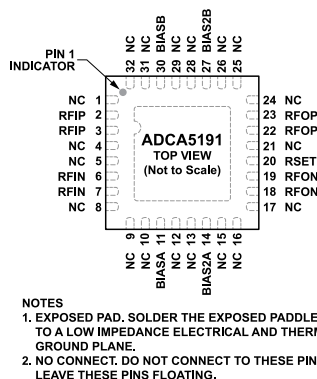 32 NC
31 NC
30 BIASB
29 NC
28 NC
27 BIAS2B
26 NC
25 NC
PIN 1
INDICATOR
NC 1
RFIP 2
RFIP 3
NC 4
NC 5
RFIN 6
RFIN 7
NC 8
ADCA5191
TOP VIEW
(Not to Scale)
24 NC
23 RFOP
22 RFOP
21 NC
20 RSET
19 RFON
18 RFON
17 NC
NC 9
NC 10
BIASA 11
NC 12
NC 13
BIAS2A 14
NC 15
NC 16
NOTES
1. EXPOSED PAD. SOLDER THE EXPOSED PADDLE
TO A LOW IMPEDANCE ELECTRICAL AND THERM
GROUND PLANE.
2. NO CONNECT. DO NOT CONNECT TO THESE PIN
LEAVE THESE PINS FLOATING.